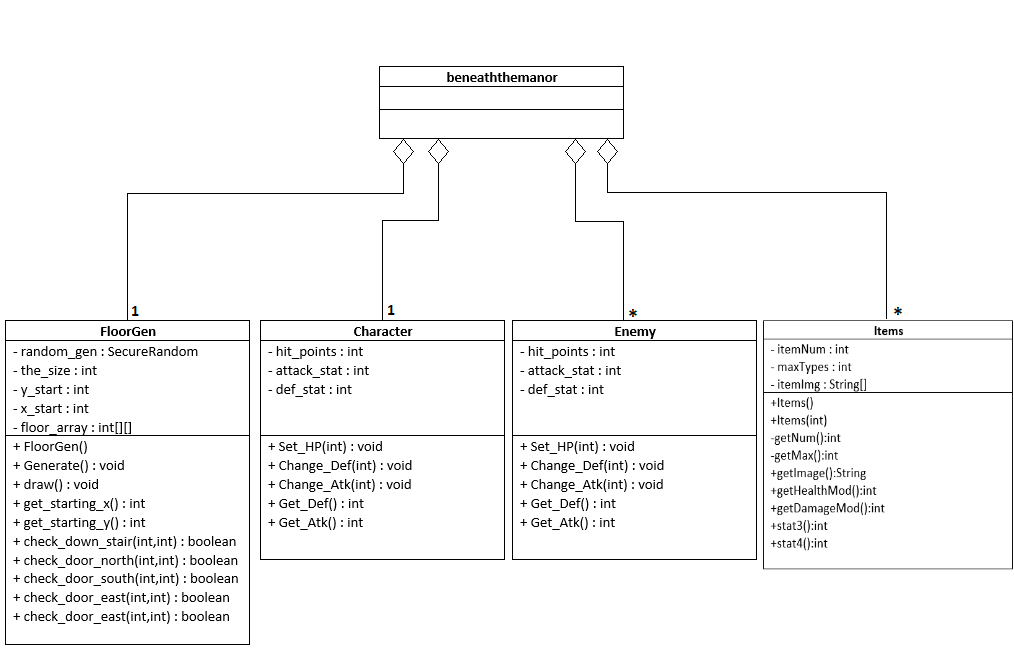 beneaththemanor
1
1
*
*
FloorGen
- random_gen : SecureRandom
- the_size : int
- y_start : int
- x_start : int
- floor_array : int[][]
+ FloorGen()
+ Generate() : void
+ draw() : void
+ get_starting_x() : int
+ get_starting_y() : int
+ check_down_stair(int,int) : boolean
+ check_door_north(int,int) : boolean
+ check_door_south(int,int) : boolean
+ check_door_east(int,int) : boolean
+ check_door_east(int,int) : boolean
Character
- hit_points : int
- attack_stat : int
- def_stat : int
+ Set_HP(int) : void
+ Change_Def(int) : void
+ Change_Atk(int) : void
+ Get_Def() : int
+ Get_Atk() : int
Enemy
- hit_points : int
- attack_stat : int
- def_stat : int
+ Set_HP(int) : void
+ Change_Def(int) : void
+ Change_Atk(int) : void
+ Get_Def() : int
+ Get_Atk() : int
Items
- itemNum : int
- maxTypes : int
- itemImg : String[]
+Items()
+Items(int)
-getNum():int
-getMax():int
+getImage():String
+getHealthMod():int
+getDamageMod():int
+stat3():int
+stat4():int